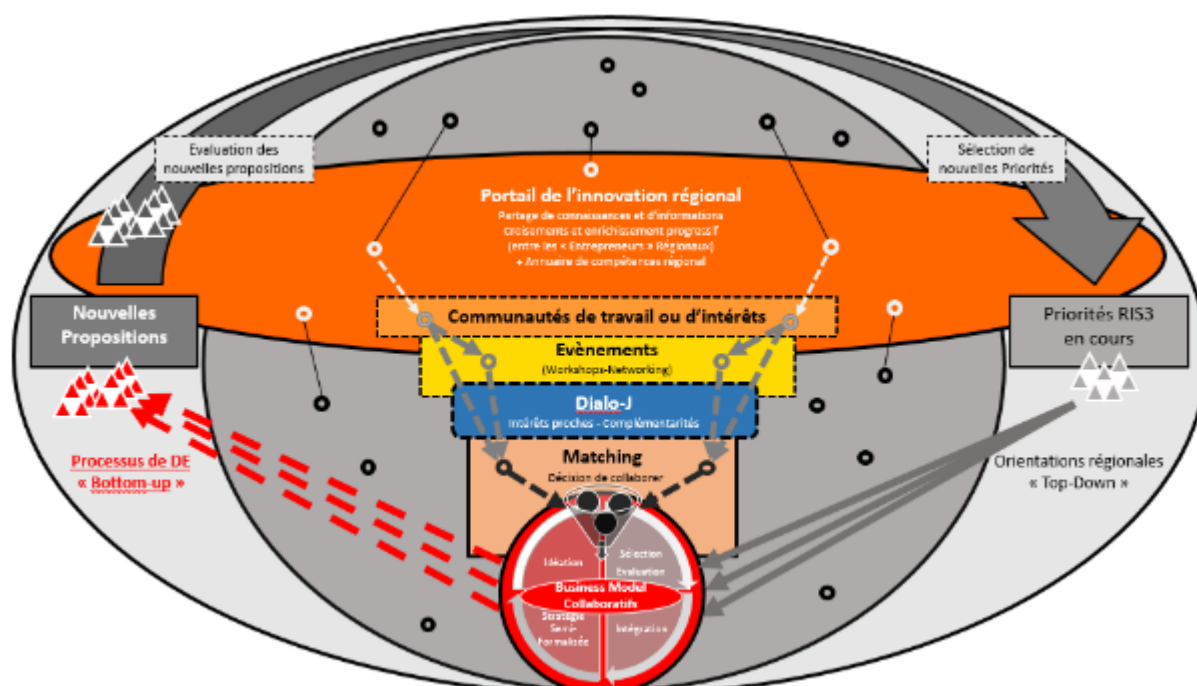 Evaluation des
nouvelles propositions
Sélection de
nouvelles Priorités
Portail de l'innovation régional
Partage de connaissances et d'informations
Croisements et enrichissement progressif
(entre les « Entrepreneurs » Régionaux)
+ Annuaire de compétences régional
Nouvelles
Propositions
Communautés de travail ou d'intérêts
Priorités RIS3
en cours
Evènements
(Workshops-Networking)
Dialo-J
Intérêts proches - Complémentarités
Processus de DE
« Bottom-up »
Matching
Décision de collaborer
Orientations régionales
« Top-Down »
Idéation
Sélection
Evaluation
Business Model
Collaboratifs
Stratégie
Semi-
Formalisée
Intégration